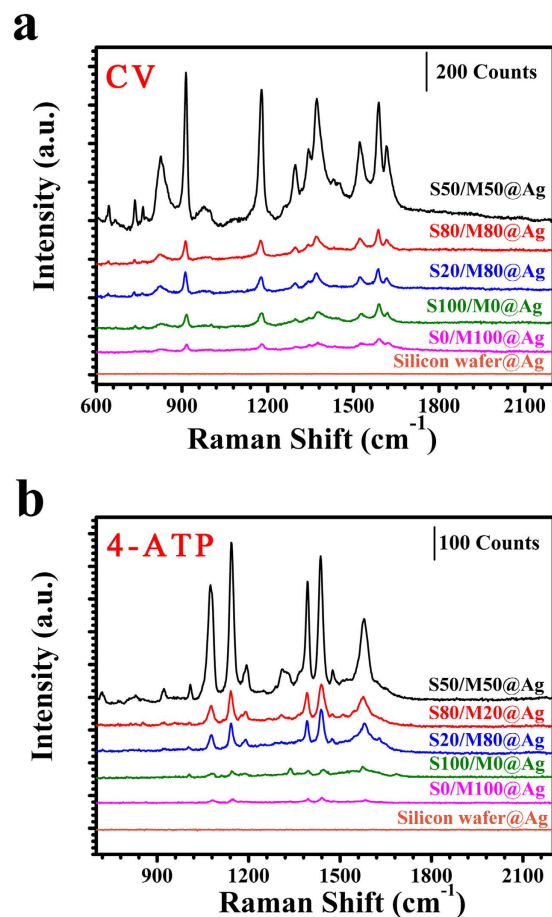 a
CV
200 Counts
S50/M50@Ag
S80/M80@Ag
S20/M80@Ag
S100/M0@Ag
S0/M100@Ag
Silicon wafer@Ag
Intensity (a.u.)
600 900 1200 1500 1800 2100
Raman Shift (cm-1)
b
4-ATP
100 Counts
S50/M50@Ag
S80/M20@Ag
S20/M80@Ag
S100/M0@Ag
S0/M100@Ag
Silicon wafer@Ag
Intensity (a.u.)
900 1200 1500 1800 2100
Raman Shift (cm-1)